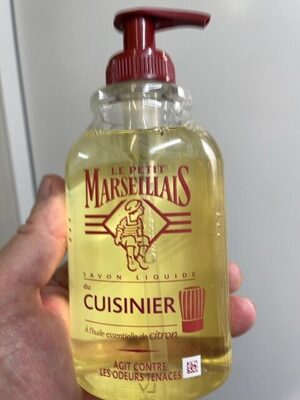 LE PETIT
MARSEILLAIS
SAVON LIQUIDE
du
CUISINIER
À l'huile essentielle de citron
AGIT CONTRE
LES ODEURS TENACES